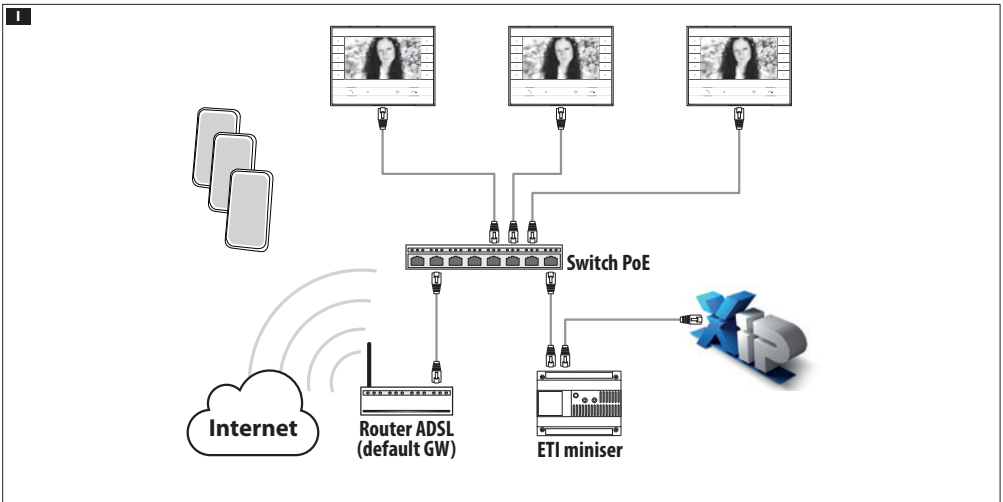 I
Switch PoE
XiP
Internet
Router ADSL
(default GW)
ETI miniser